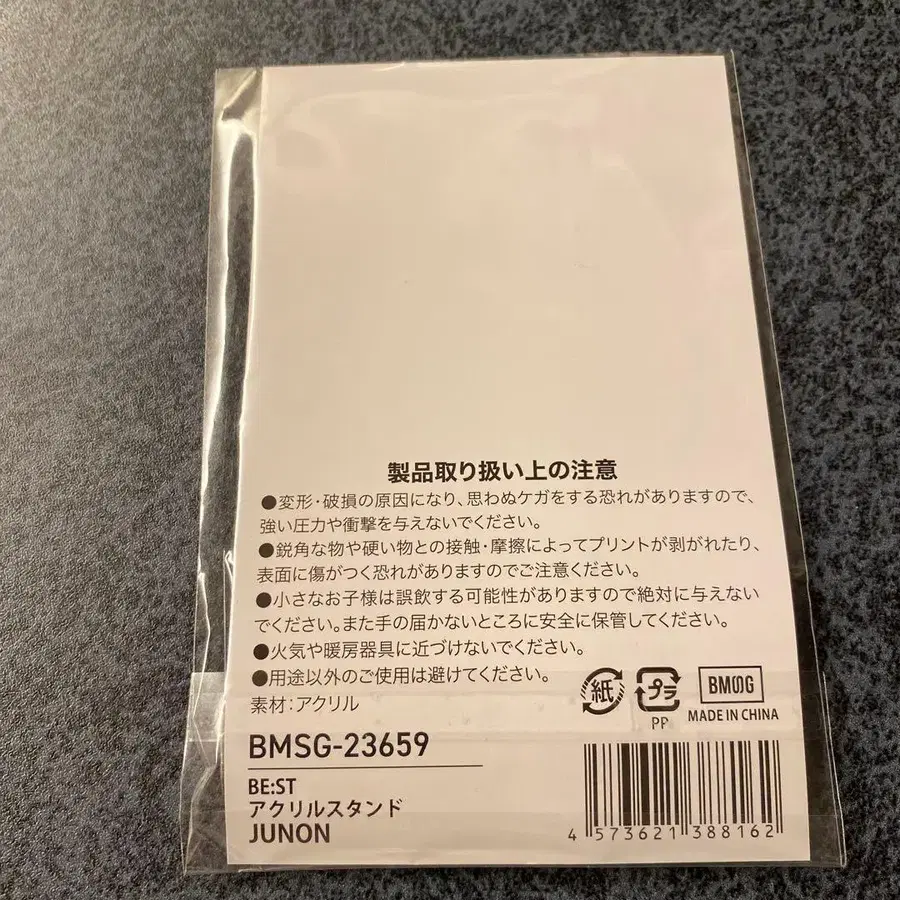 製品取り扱い上の注意
●変形・破損の原因になり、思わぬケガをする恐れがありますので、
強い圧力や衝撃を与えないでください。
●鋭角な物や硬い物との接触・摩擦によってプリントが剥がれたり、
表面に傷がつく恐れがありますのでご注意ください。
●小さなお子様は誤飲する可能性がありますので絶対に与えない
でください。また手の届かないところに安全に保管してください。
●火気や暖房器具に近づけないでください。
●用途以外のご使用は避けてください。
素材:アクリル
紙
プラ
PP
BMSG
MADE IN CHINA
BMSG-23659
BE:ST
アクリルスタンド
JUNON
4 573621 388162